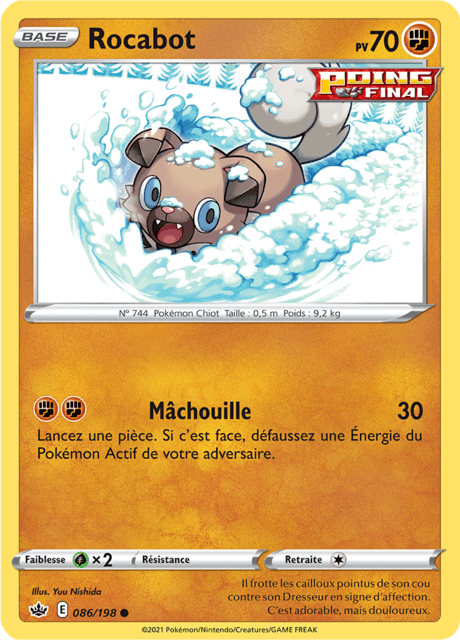 BASE Rocabot PV70
POING
FINAL
N° 744 Pokémon Chiot Taille : 0,5 m Poids : 9,2 kg
Mâchouille 30
Lancez une pièce. Si c'est face, défaussez une Énergie du
Pokémon Actif de votre adversaire.
Faiblesse ×2 Résistance Retraite
Illus. Yuu Nishida
E 086/198
Il frotte les cailloux pointus de son cou
contre son Dresseur en signe d'affection.
C'est adorable, mais douloureux.
©2021 Pokémon/Nintendo/Creatures/GAME FREAK